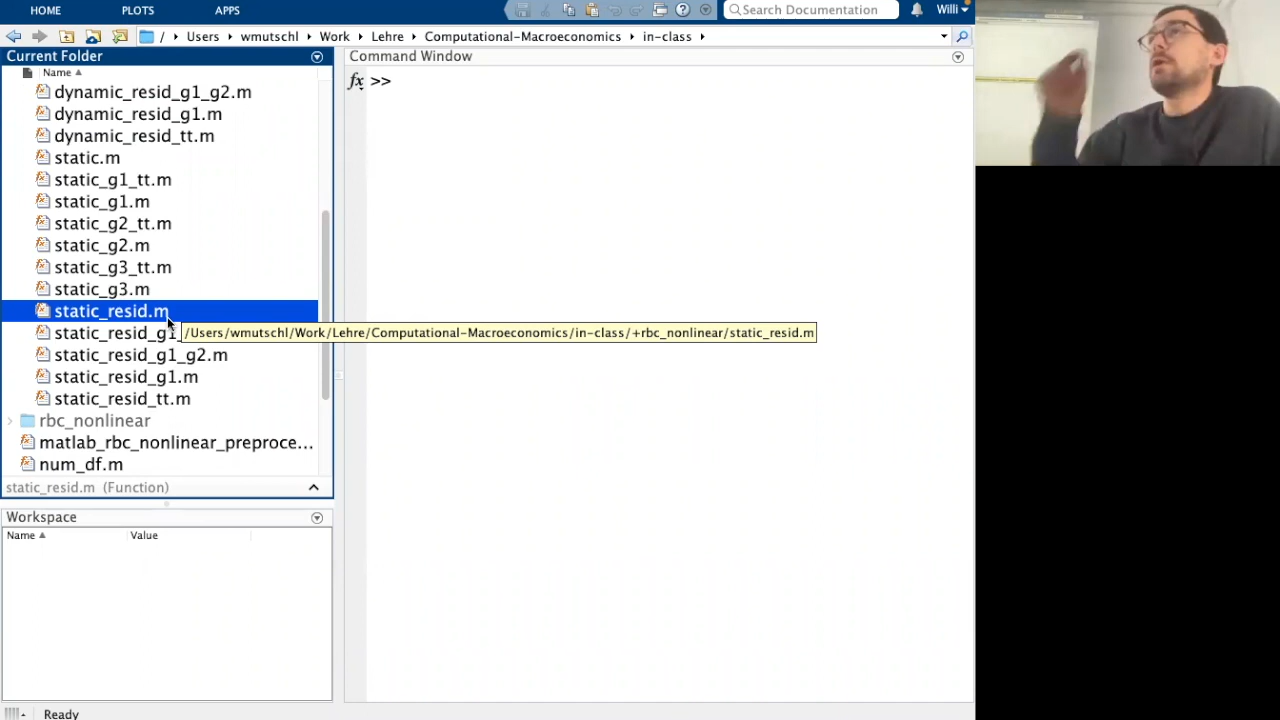 HOME PLOTS APPS Search Documentation Willi
/ Users wmutschl Work Lehre Computational-Macroeconomics in-class
Current Folder
Name
dynamic_resid_g1_g2.m
dynamic_resid_g1.m
dynamic_resid_tt.m
static.m
static_g1_tt.m
static_g1.m
static_g2_tt.m
static_g2.m
static_g3_tt.m
static_g3.m
static_resid.m
static_resid_g1_
static_resid_g1_g2.m
static_resid_g1.m
static_resid_tt.m
rbc_nonlinear
matlab_rbc_nonlinear_preproce...
num_df.m
static_resid.m (Function)
Workspace
Name Value
Command Window
fx >>
/Users/wmutschl/Work/Lehre/Computational-Macroeconomics/in-class/+rbc_nonlinear/static_resid.m
Ready